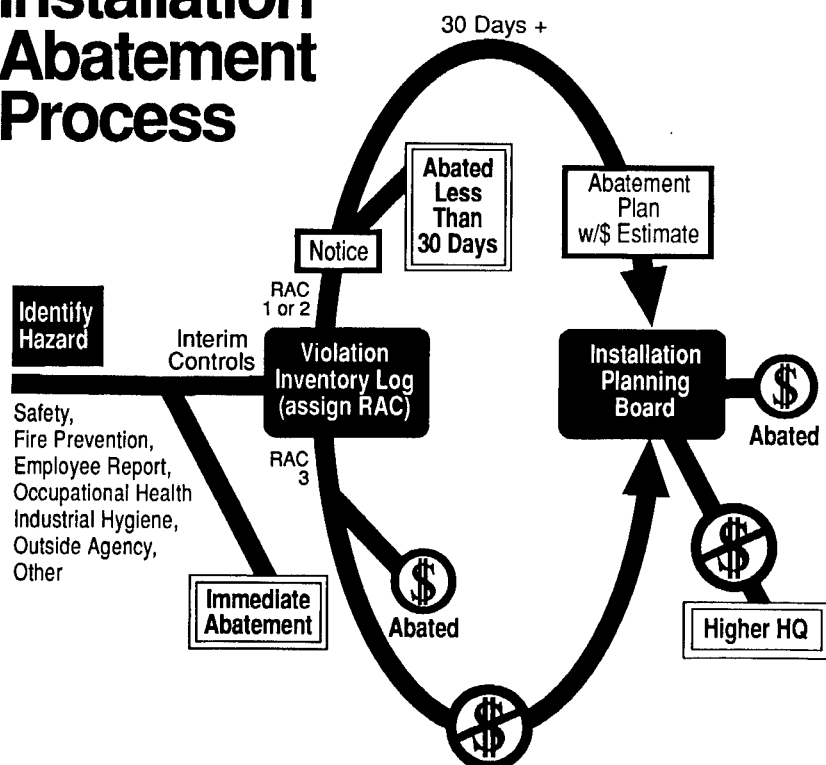 Installation
Abatement
Process
30 Days +
Abated
Less
Than
30 Days
Abatement
Plan
w/$ Estimate
Notice
RAC
1 or 2
Identify
Hazard
Interim
Controls
Violation
Inventory Log
(assign RAC)
Installation
Planning
Board
$
Abated
Safety,
Fire Prevention,
Employee Report,
Occupational Health
Industrial Hygiene,
Outside Agency,
Other
RAC
3
$
Abated
Immediate
Abatement
$
Higher HQ
$